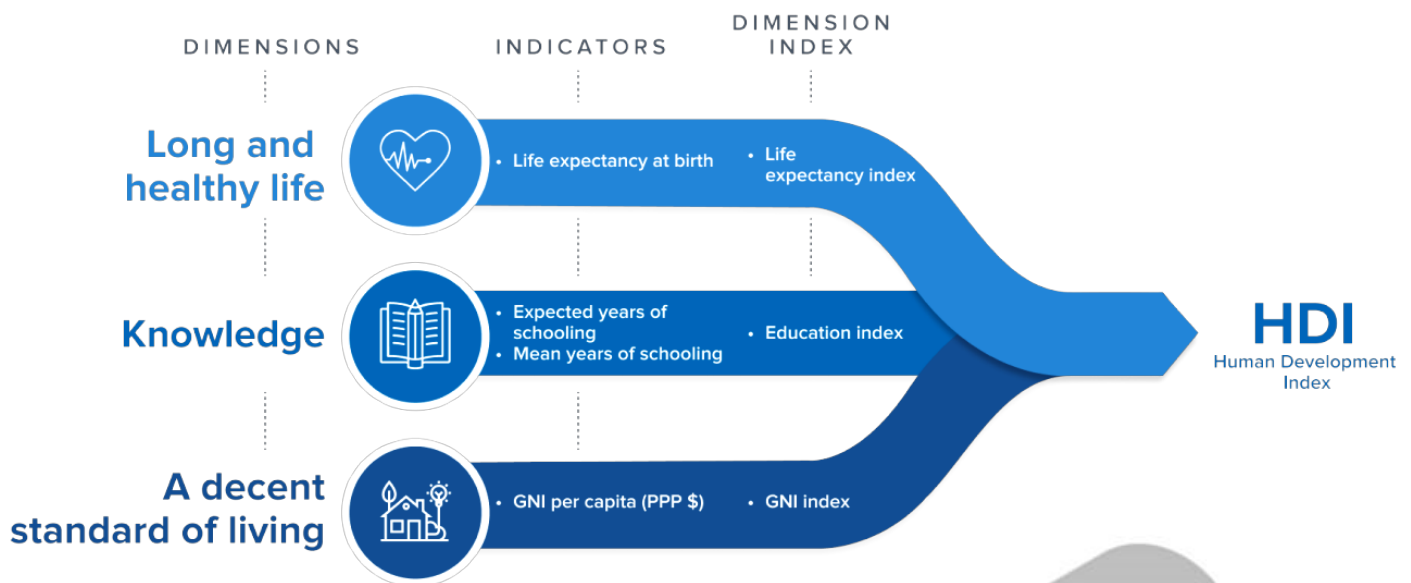 DIMENSIONS
INDICATORS
DIMENSION
INDEX
Long and
healthy life
• Life expectancy at birth
• Life
expectancy index
Knowledge
• Expected years of
schooling
• Mean years of schooling
• Education index
A decent
standard of living
• GNI per capita (PPP $)
• GNI index
HDI
Human Development
Index